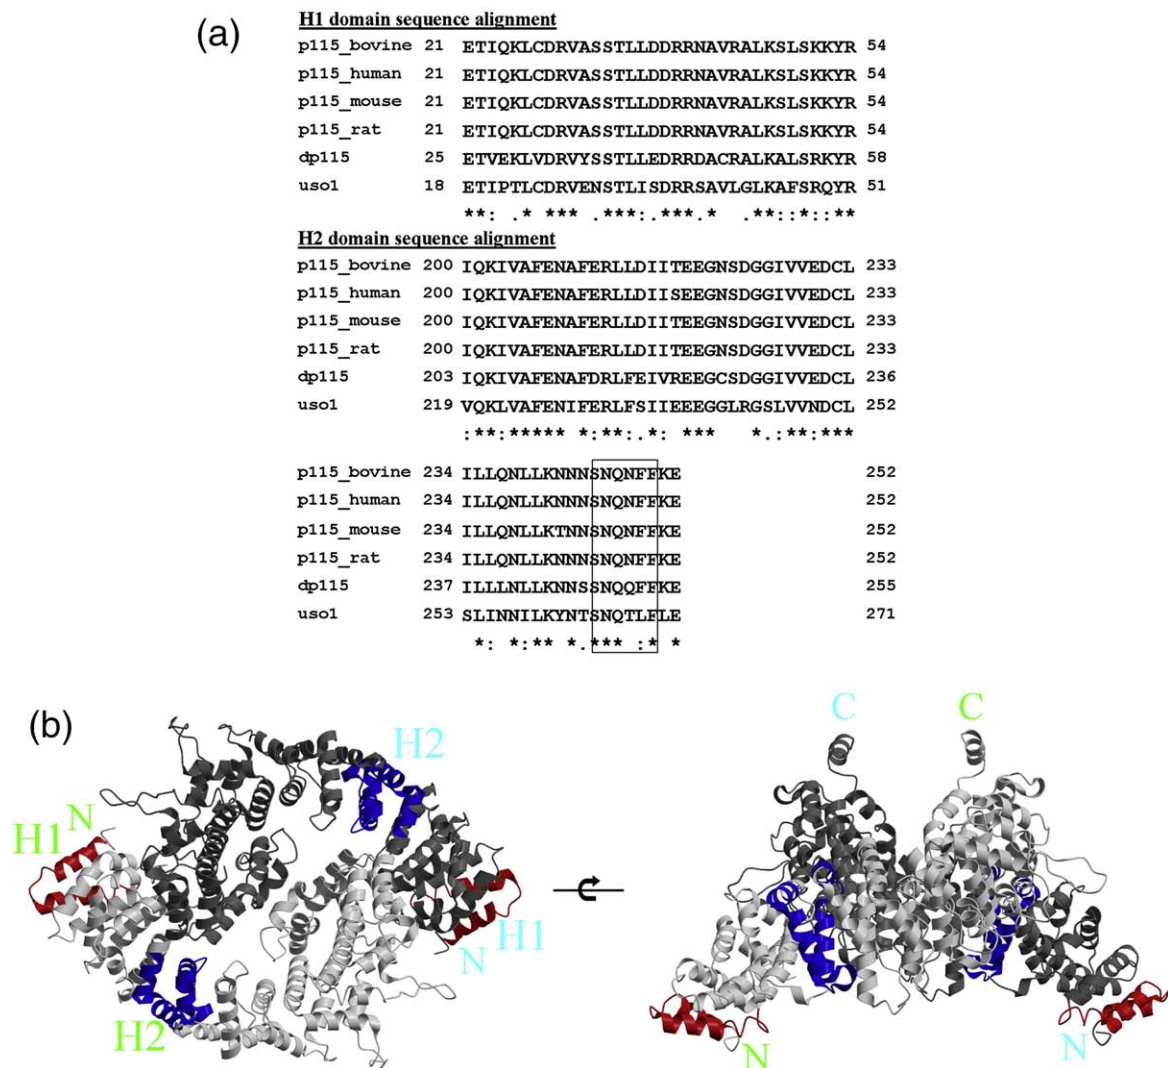 (a)
H1 domain sequence alignment
p115_bovine 21 ETIQKLCDRVASSTLLDDRRNAVRALKSLSKKYR 54
p115_human 21 ETIQKLCDRVASSTLLDDRRNAVRALKSLSKKYR 54
p115_mouse 21 ETIQKLCDRVASSTLLDDRRNAVRALKSLSKKYR 54
p115_rat 21 ETIQKLCDRVASSTLLDDRRNAVRALKSLSKKYR 54
dp115 25 ETVEKLVDRVYSSTLLEDRRDACRALKALSRKYR 58
uso1 18 ETIPTLCDRVENSTLISDRRSAVLGLKAFSRQYR 51
**: .* *** .***:.***.* .**::*::**
H2 domain sequence alignment
p115_bovine 200 IQKIVAFENAFERLLDIITEEGNSDGGIVVEDCL 233
p115_human 200 IQKIVAFENAFERLLDIISEEGNSDGGIVVEDCL 233
p115_mouse 200 IQKIVAFENAFERLLDIITEEGNSDGGIVVEDCL 233
p115_rat 200 IQKIVAFENAFERLLDIITEEGNSDGGIVVEDCL 233
dp115 203 IQKIVAFENAFDRLFEIVREEGCSDGGIVVEDCL 236
uso1 219 VQKLVAFENIFERLFSIIEEEGGLRGSLVVNDCL 252
:**:***** *:**:.*: *** *.:**:***
p115_bovine 234 ILLQNLLKNNNSNQNFFKE 252
p115_human 234 ILLQNLLKNNNSNQNFFKE 252
p115_mouse 234 ILLQNLLKTNNSNQNFFKE 252
p115_rat 234 ILLQNLLKNNNSNQNFFKE 252
dp115 237 ILLLNLLKNNSSNQQFFKE 255
uso1 253 SLINNILKYNTSNQTLFLE 271
*: *:** *.*** :* *
(b)
H2
N
H1
N
H1
H2
C
C
N
N